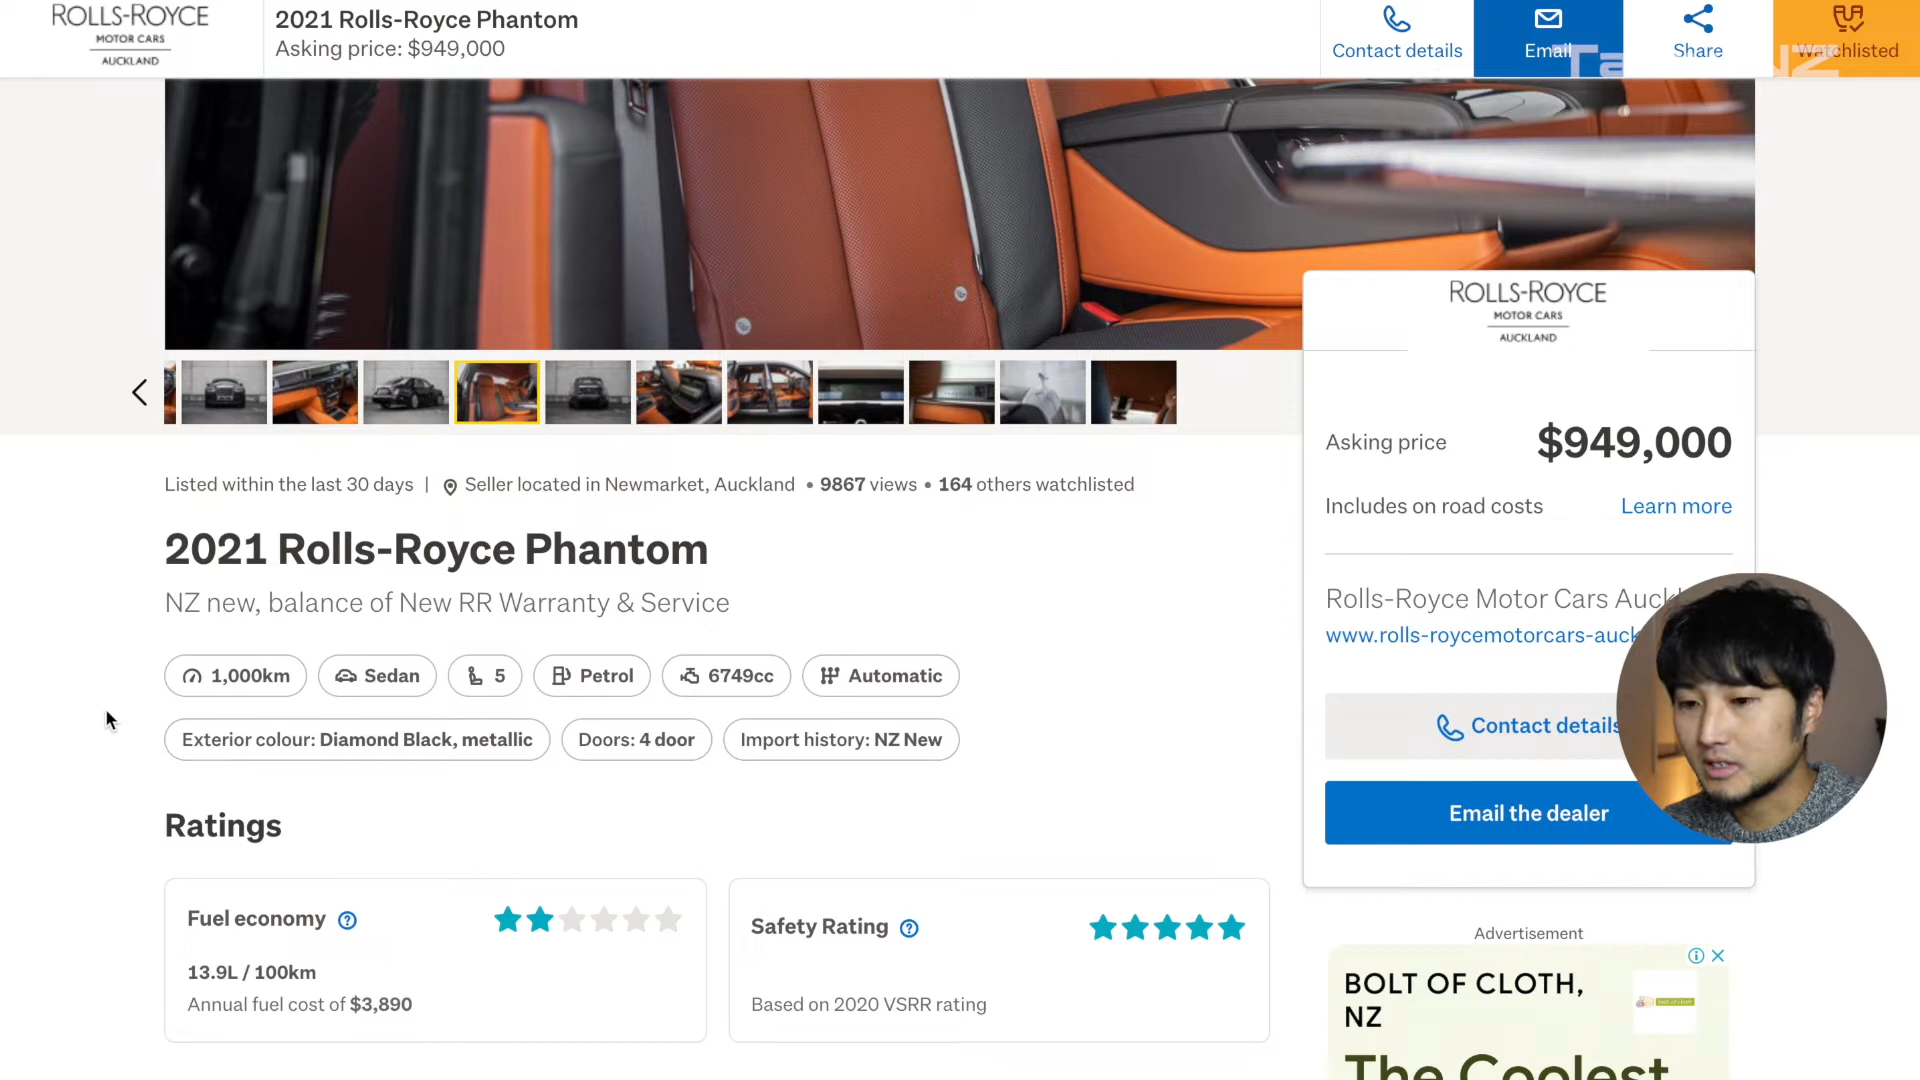 ROLLS-ROYCE
MOTOR CARS
AUCKLAND
2021 Rolls-Royce Phantom
Asking price: $949,000
Contact details
Email
Share
Watchlisted
NZ
ROLLS-ROYCE
MOTOR CARS
AUCKLAND
Asking price $949,000
Includes on road costs Learn more
Rolls-Royce Motor Cars Auckl
www.rolls-roycemotorcars-auck
Contact details
Email the dealer
Listed within the last 30 days | Seller located in Newmarket, Auckland • 9867 views • 164 others watchlisted
2021 Rolls-Royce Phantom
NZ new, balance of New RR Warranty & Service
1,000km Sedan 5 Petrol 6749cc Automatic
Exterior colour: Diamond Black, metallic Doors: 4 door Import history: NZ New
Ratings
Fuel economy
13.9L / 100km
Annual fuel cost of $3,890
Safety Rating
Based on 2020 VSRR rating
Advertisement
BOLT OF CLOTH,
NZ
The Coolest